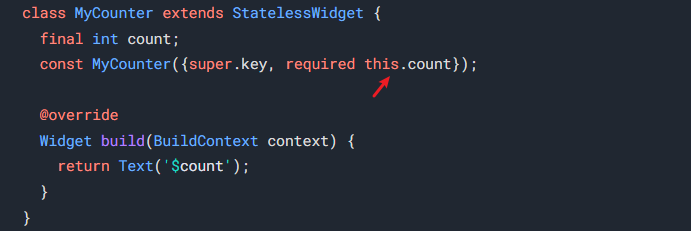 class MyCounter extends StatelessWidget {
  final int count;
  const MyCounter({super.key, required this.count});

  @override
  Widget build(BuildContext context) {
    return Text('$count');
  }
}